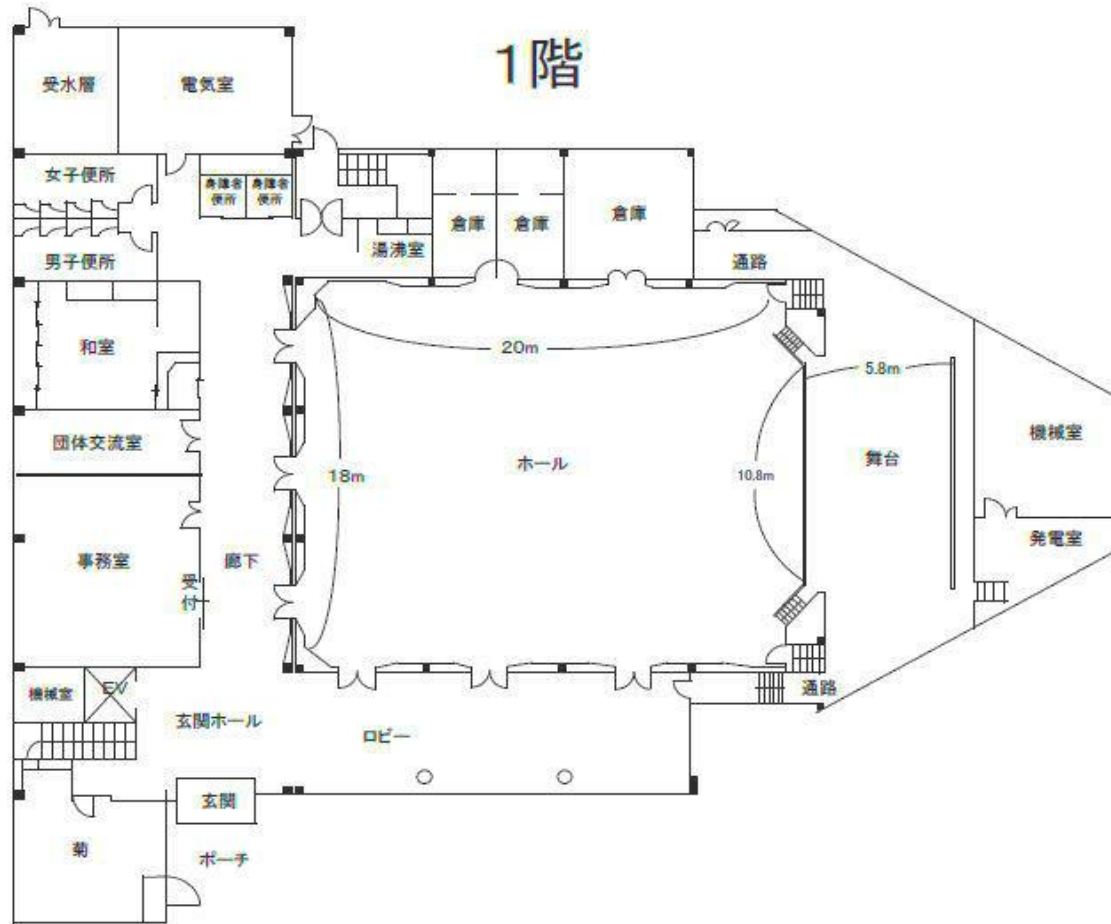 1階
受水層
電気室
女子便所
身障者
便所
身障者
便所
倉庫
倉庫
倉庫
湯沸室
男子便所
通路
和室
20m
5.8m
団体交流室
18m
ホール
10.8m
舞台
機械室
事務室
受付
廊下
発電室
機械室
EV
玄関ホール
ロビー
通路
玄関
菊
ポーチ